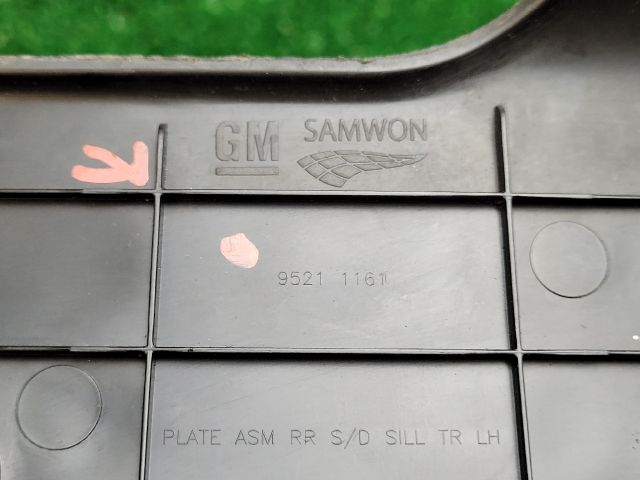 GM SAMWON
9521 1161
PLATE ASM RR S/D SILL TR LH